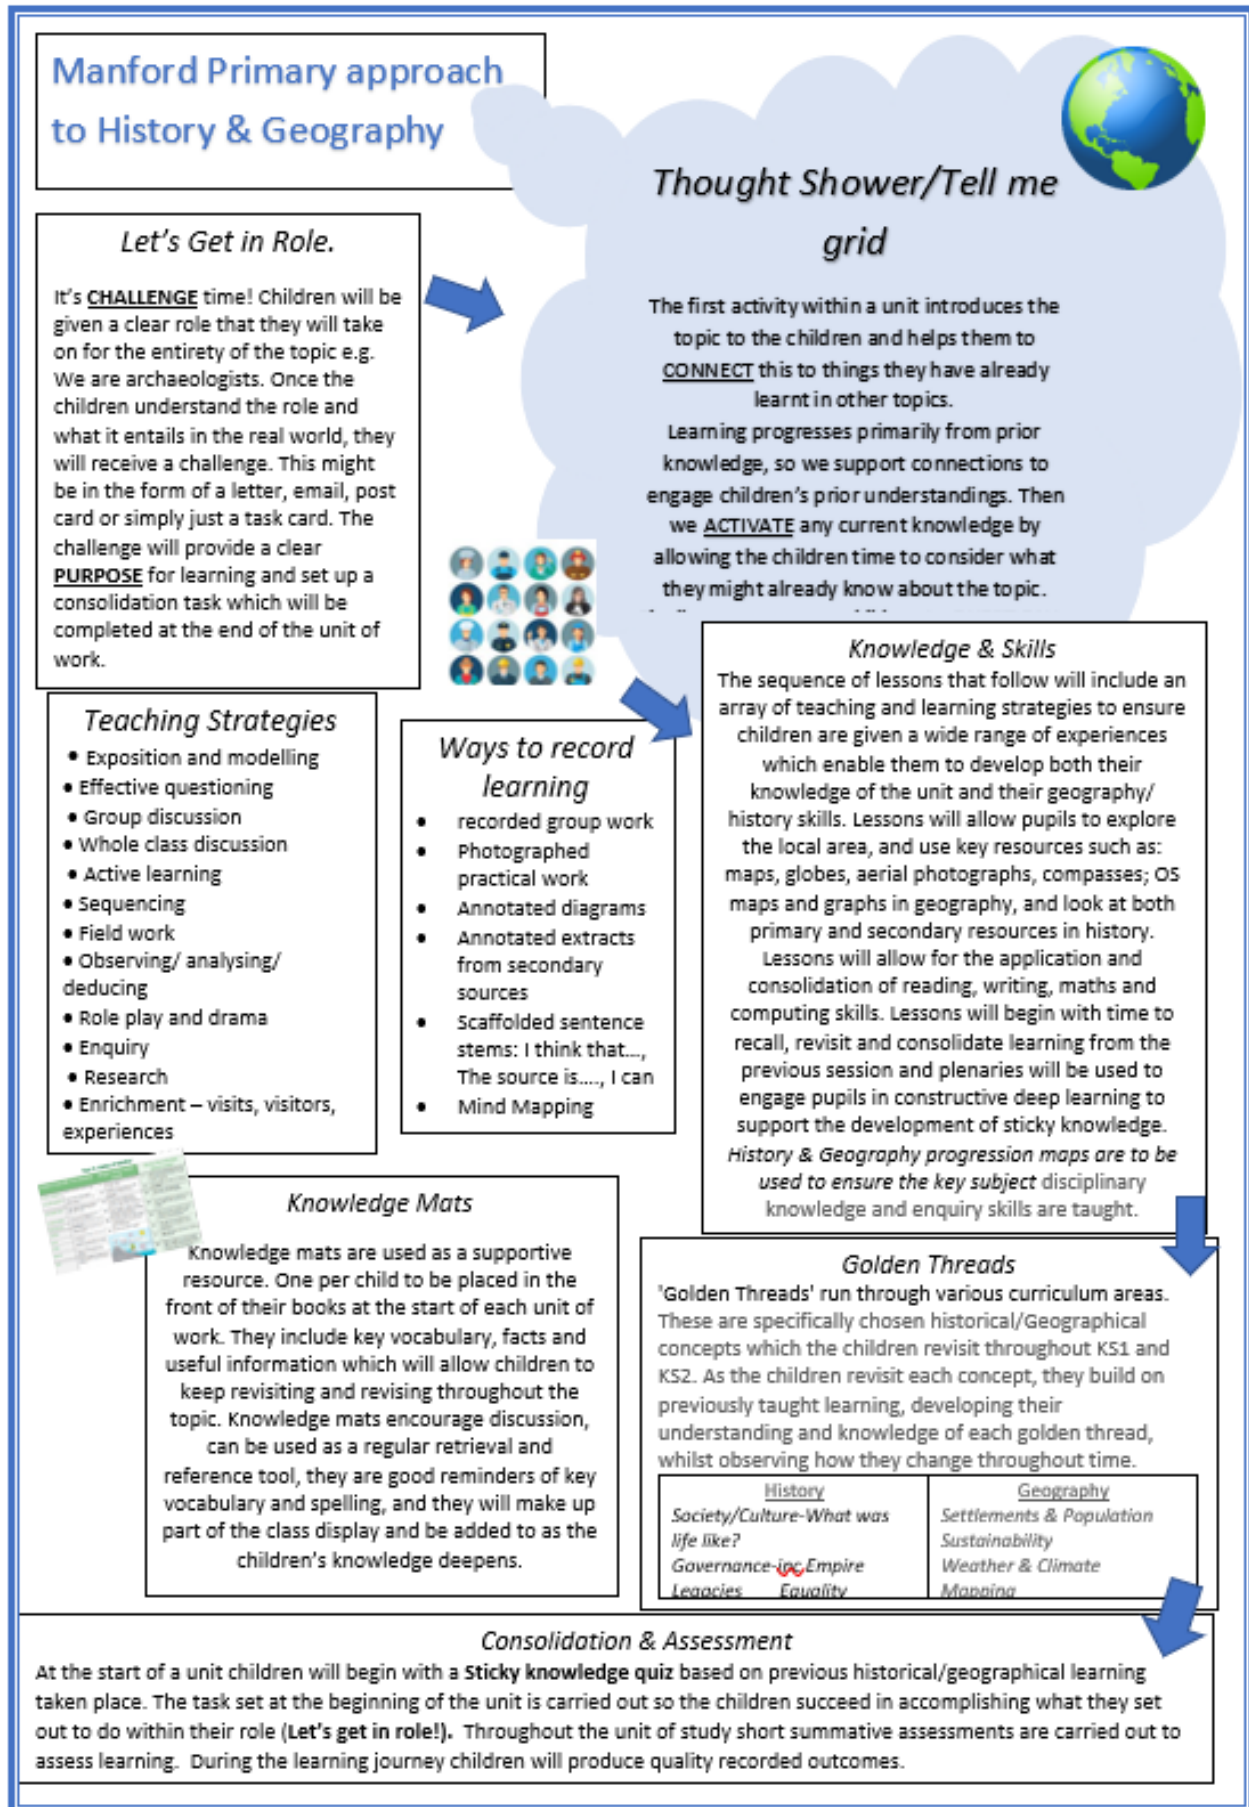 Manford Primary approach
to History & Geography
Let's Get in Role.
It's CHALLENGE time! Children will be
given a clear role that they will take
on for the entirety of the topic e.g.
We are archaeologists. Once the
children understand the role and
what it entails in the real world, they
will receive a challenge. This might
be in the form of a letter, email, post
card or simply just a task card. The
challenge will provide a clear
PURPOSE for learning and set up a
consolidation task which will be
completed at the end of the unit of
work.
Thought Shower/Tell me
grid
The first activity within a unit introduces the
topic to the children and helps them to
CONNECT this to things they have already
learnt in other topics.
Learning progresses primarily from prior
knowledge, so we support connections to
engage children's prior understandings. Then
we ACTIVATE any current knowledge by
allowing the children time to consider what
they might already know about the topic.
Teaching Strategies
• Exposition and modelling
• Effective questioning
• Group discussion
• Whole class discussion
• Active learning
• Sequencing
• Field work
• Observing/ analysing/
deducing
• Role play and drama
• Enquiry
• Research
• Enrichment – visits, visitors,
experiences
Ways to record
learning
• recorded group work
• Photographed
practical work
• Annotated diagrams
• Annotated extracts
from secondary
sources
• Scaffolded sentence
stems: I think that...,
The source is...., I can
• Mind Mapping
Knowledge & Skills
The sequence of lessons that follow will include an
array of teaching and learning strategies to ensure
children are given a wide range of experiences
which enable them to develop both their
knowledge of the unit and their geography/
history skills. Lessons will allow pupils to explore
the local area, and use key resources such as:
maps, globes, aerial photographs, compasses; OS
maps and graphs in geography, and look at both
primary and secondary resources in history.
Lessons will allow for the application and
consolidation of reading, writing, maths and
computing skills. Lessons will begin with time to
recall, revisit and consolidate learning from the
previous session and plenaries will be used to
engage pupils in constructive deep learning to
support the development of sticky knowledge.
History & Geography progression maps are to be
used to ensure the key subject disciplinary
knowledge and enquiry skills are taught.
Knowledge Mats
Knowledge mats are used as a supportive
resource. One per child to be placed in the
front of their books at the start of each unit of
work. They include key vocabulary, facts and
useful information which will allow children to
keep revisiting and revising throughout the
topic. Knowledge mats encourage discussion,
can be used as a regular retrieval and
reference tool, they are good reminders of key
vocabulary and spelling, and they will make up
part of the class display and be added to as the
children's knowledge deepens.
Golden Threads
'Golden Threads' run through various curriculum areas.
These are specifically chosen historical/Geographical
concepts which the children revisit throughout KS1 and
KS2. As the children revisit each concept, they build on
previously taught learning, developing their
understanding and knowledge of each golden thread,
whilst observing how they change throughout time.
History
Society/Culture-What was
life like?
Governance-inc,Empire
Legacies Equality
Geography
Settlements & Population
Sustainability
Weather & Climate
Mapping
Consolidation & Assessment
At the start of a unit children will begin with a Sticky knowledge quiz based on previous historical/geographical learning
taken place. The task set at the beginning of the unit is carried out so the children succeed in accomplishing what they set
out to do within their role (Let's get in role!). Throughout the unit of study short summative assessments are carried out to
assess learning. During the learning journey children will produce quality recorded outcomes.